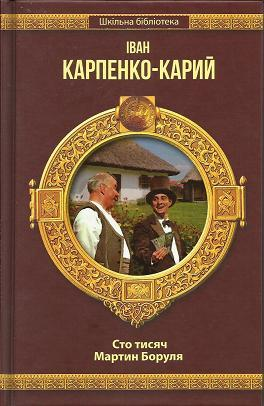 Шкільна бібліотека
ІВАН
КАРПЕНКО-КАРИЙ
Сто тисяч
Мартин Боруля